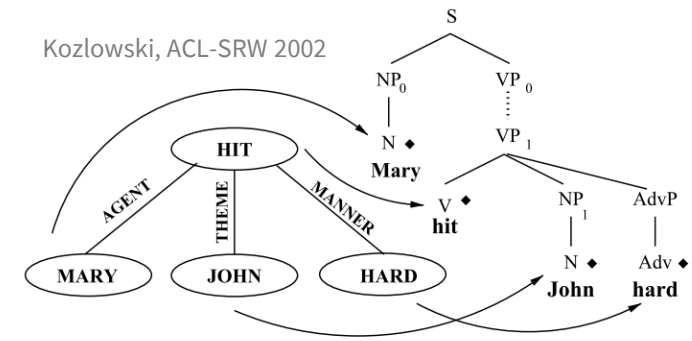 S
Kozlowski, ACL-SRW 2002
NP0 VP0
N ◆ VP1
Mary
HIT
AGENT THEME MANNER
V ◆ NP1 AdvP
hit
MARY JOHN HARD
N ◆ Adv ◆
John hard